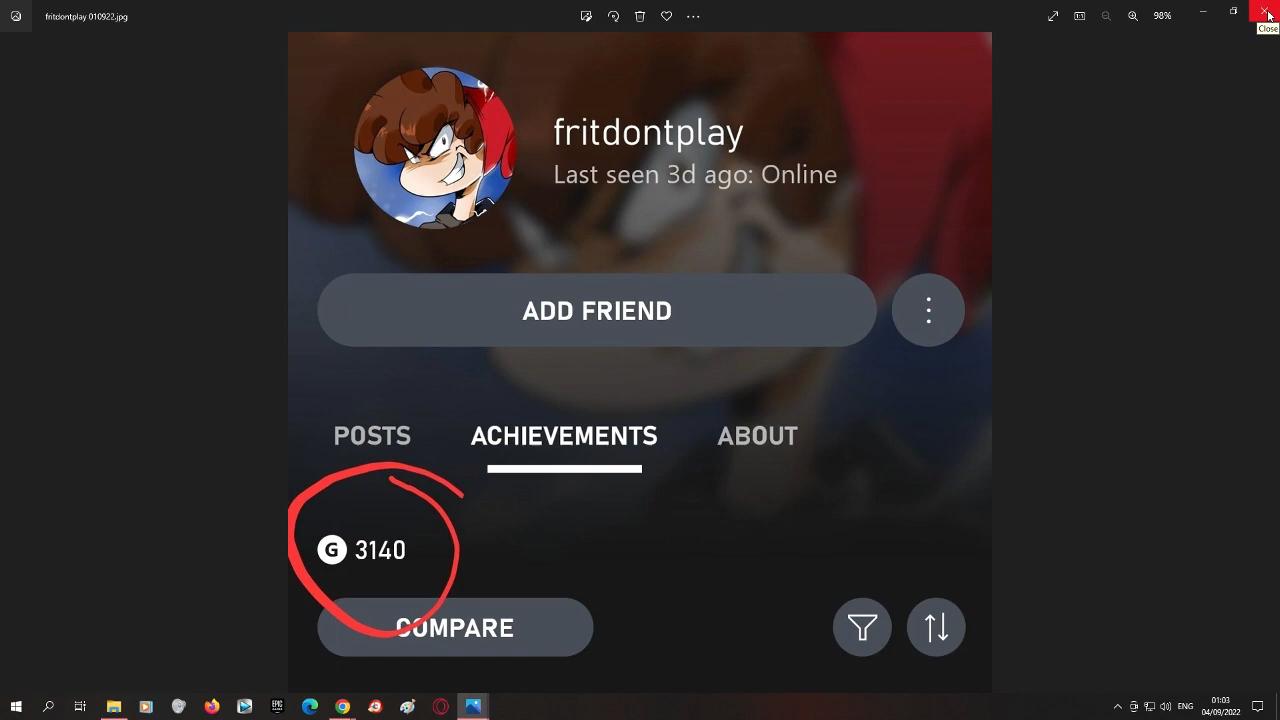 fritdontplay 010922.jpg
98%
Close
fritdontplay
Last seen 3d ago: Online
ADD FRIEND
POSTS ACHIEVEMENTS ABOUT
G 3140
COMPARE
EPIC
ENG
01:03
04/09/2022